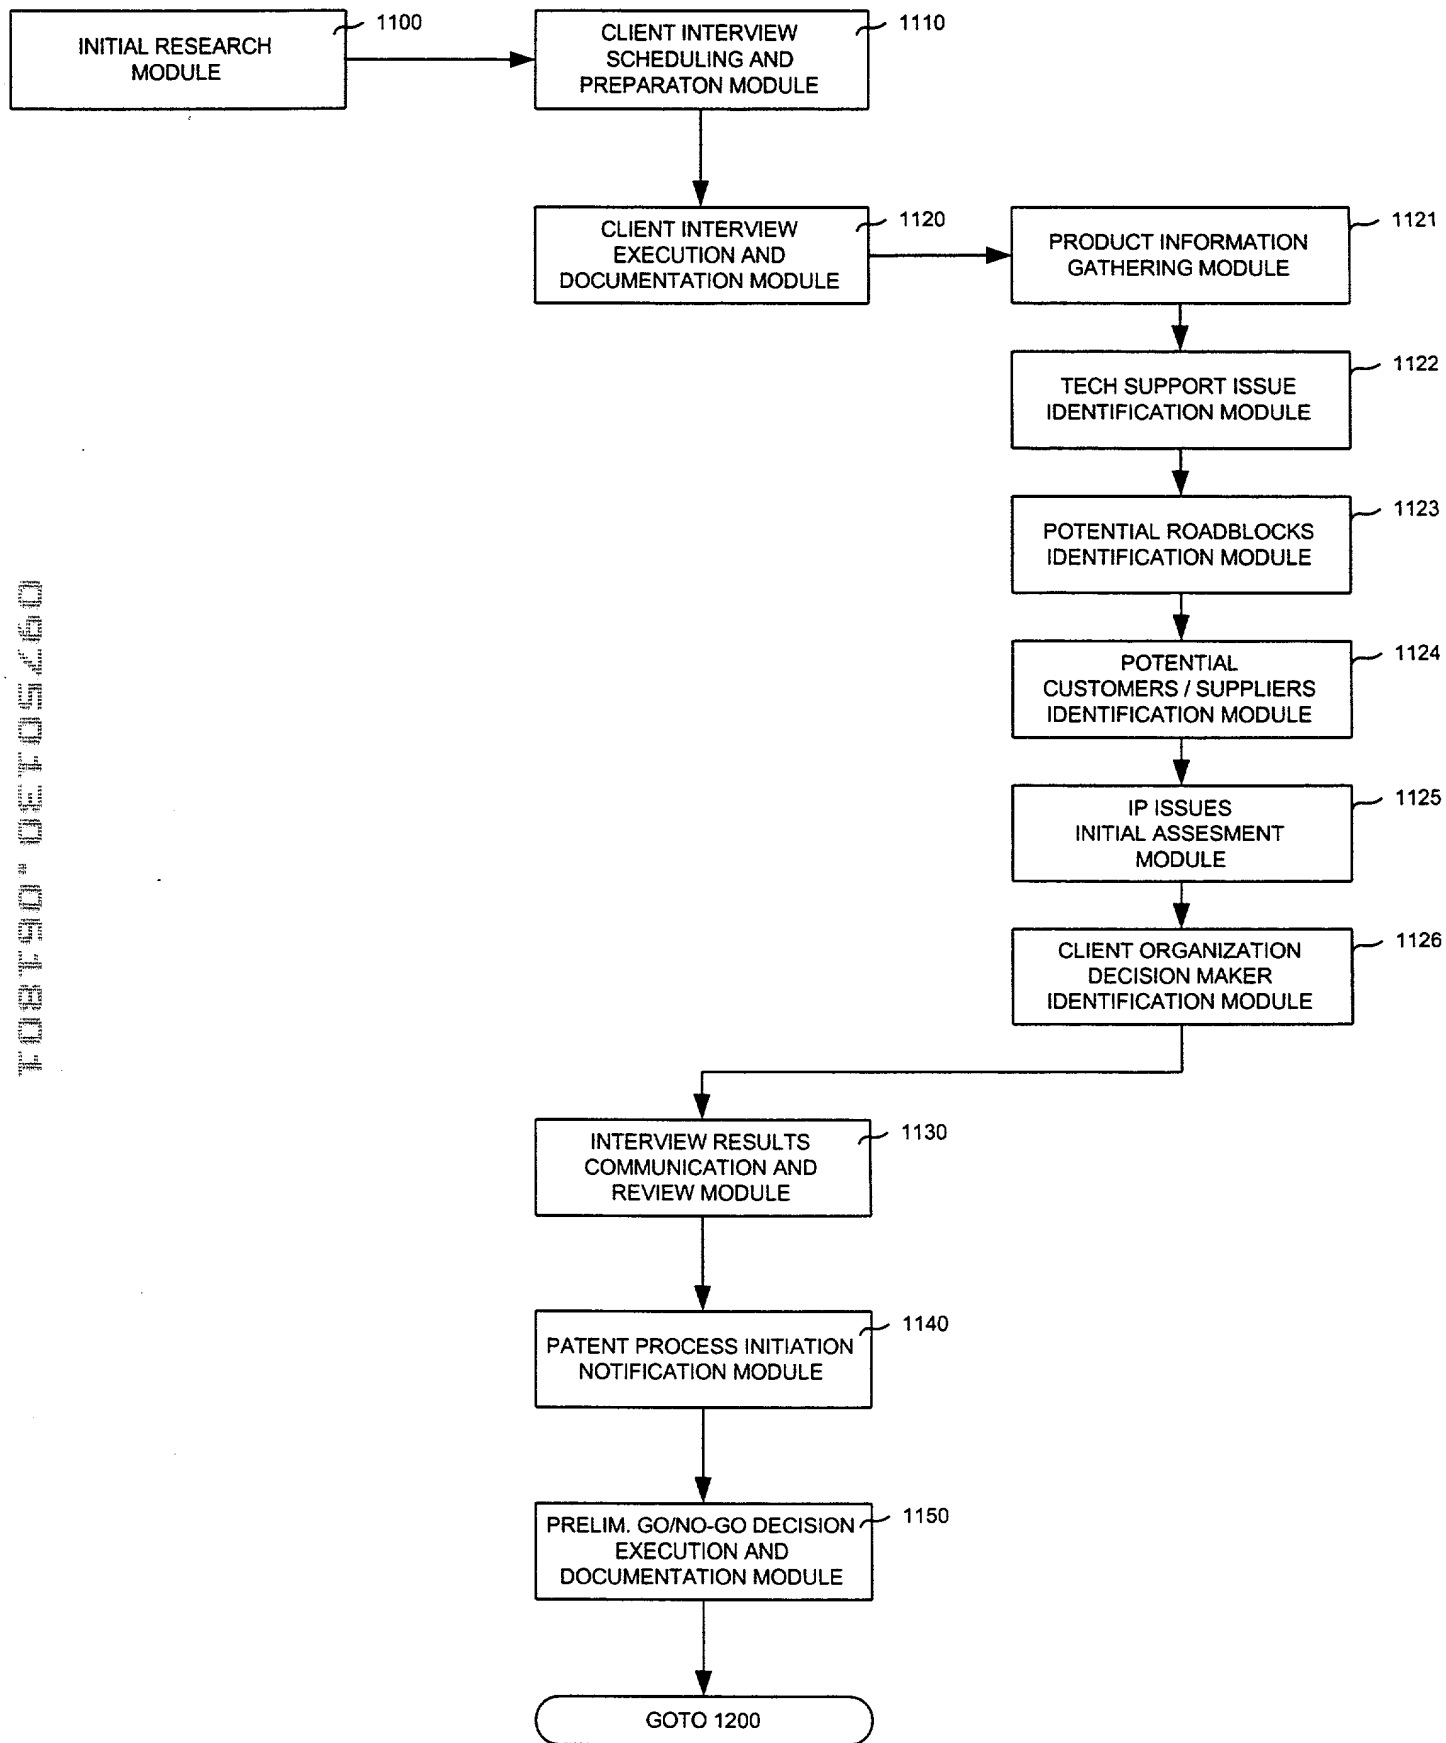 INITIAL RESEARCH
MODULE
1100
CLIENT INTERVIEW
SCHEDULING AND
PREPARATON MODULE
1110
CLIENT INTERVIEW
EXECUTION AND
DOCUMENTATION MODULE
1120
PRODUCT INFORMATION
GATHERING MODULE
1121
TECH SUPPORT ISSUE
IDENTIFICATION MODULE
1122
POTENTIAL ROADBLOCKS
IDENTIFICATION MODULE
1123
POTENTIAL
CUSTOMERS / SUPPLIERS
IDENTIFICATION MODULE
1124
IP ISSUES
INITIAL ASSESMENT
MODULE
1125
CLIENT ORGANIZATION
DECISION MAKER
IDENTIFICATION MODULE
1126
INTERVIEW RESULTS
COMMUNICATION AND
REVIEW MODULE
1130
PATENT PROCESS INITIATION
NOTIFICATION MODULE
1140
PRELIM. GO/NO-GO DECISION
EXECUTION AND
DOCUMENTATION MODULE
1150
GOTO 1200